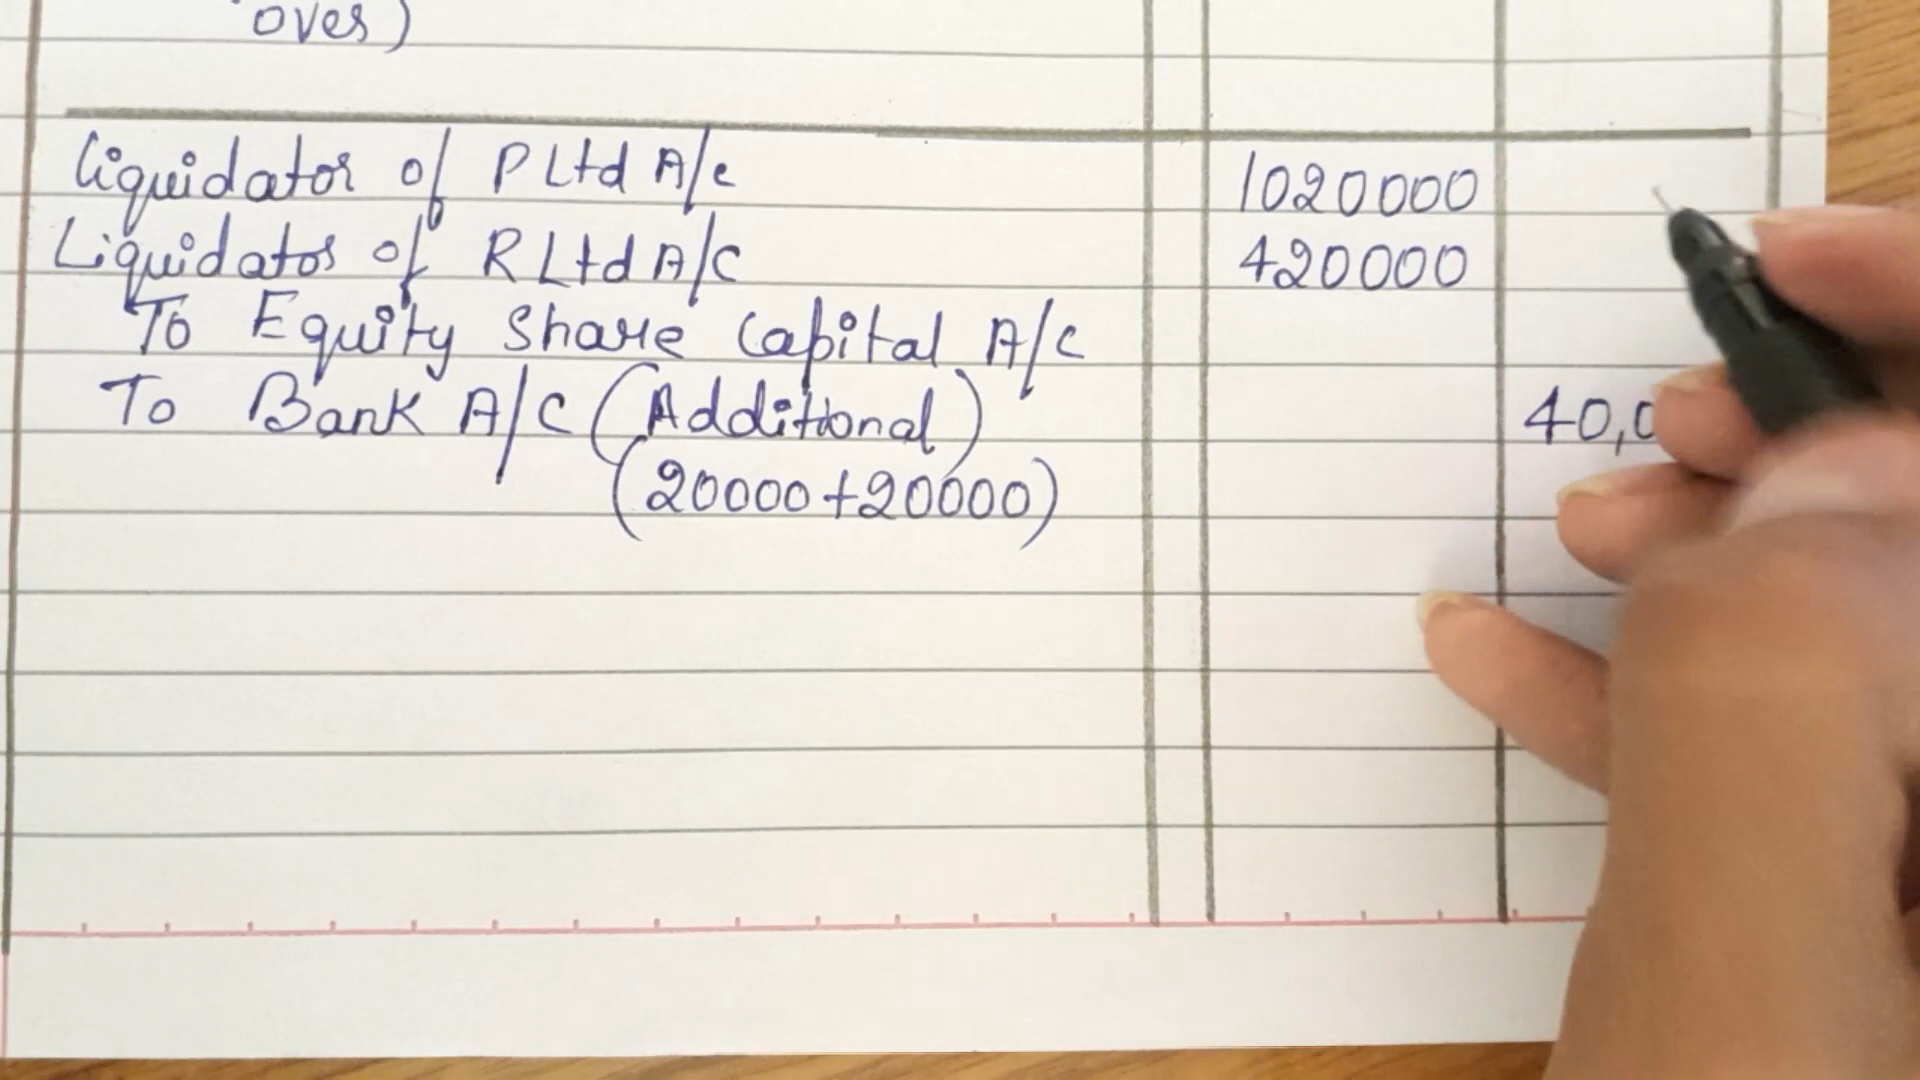 over)
Liquidator of P Ltd A/c 1020000
Liquidator of R Ltd A/C 420000
To Equity Share Capital A/C
To Bank A/C (Additional) 40,0
(20000+20000)